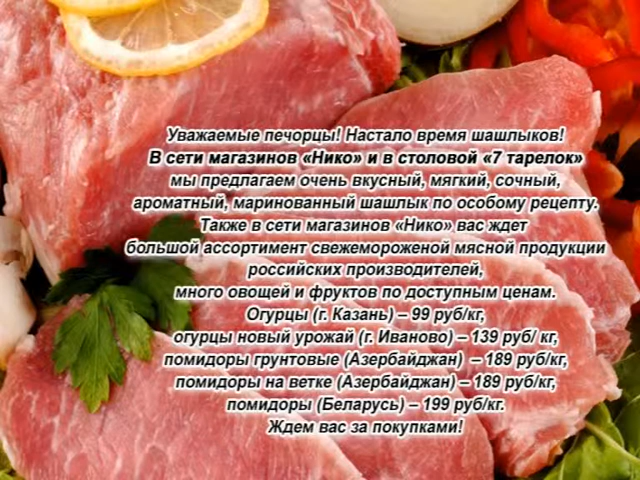 Уважаемые печорцы! Настало время шашлыков!
В сети магазинов «Нико» и в столовой «7 тарелок»
мы предлагаем очень вкусный, мягкий, сочный,
ароматный, маринованный шашлык по особому рецепту.
Также в сети магазинов «Нико» вас ждет
большой ассортимент свежемороженой мясной продукции
российских производителей,
много овощей и фруктов по доступным ценам.
Огурцы (г. Казань) – 99 руб/кг,
огурцы новый урожай (г. Иваново) – 139 руб/ кг,
помидоры грунтовые (Азербайджан) – 189 руб/кг,
помидоры на ветке (Азербайджан) – 189 руб/кг,
помидоры (Беларусь) – 199 руб/кг.
Ждем вас за покупками!